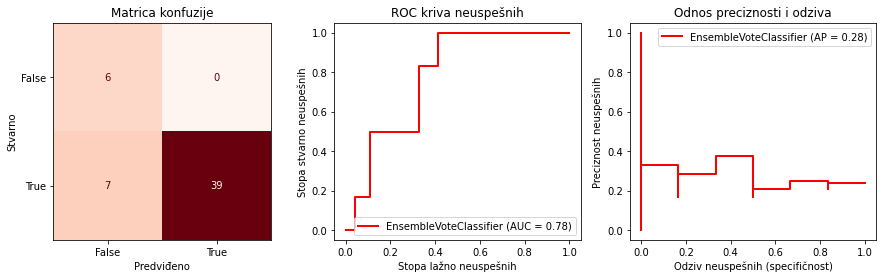 Matrica konfuzije
False
True
Stvarno
6
0
7
39
False
True
Predviđeno
ROC kriva neuspešnih
Stopa stvarno neuspešnih
1.0
0.8
0.6
0.4
0.2
0.0
EnsembleVoteClassifier (AUC = 0.78)
0.0 0.2 0.4 0.6 0.8 1.0
Stopa lažno neuspešnih
Odnos preciznosti i odziva
Preciznost neuspešnih
1.0
0.8
0.6
0.4
0.2
0.0
EnsembleVoteClassifier (AP = 0.28)
0.0 0.2 0.4 0.6 0.8 1.0
Odziv neuspešnih (specifičnost)